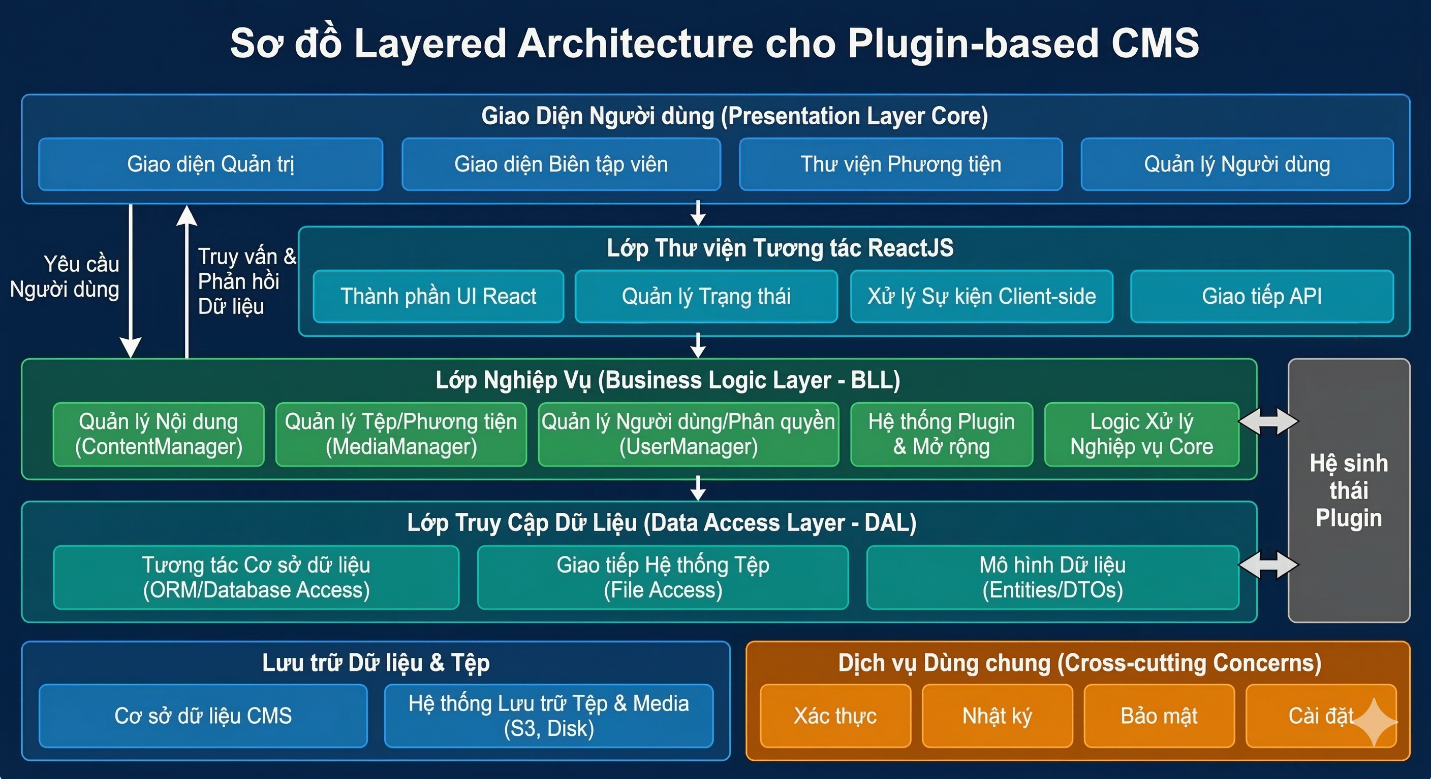 Sơ đồ Layered Architecture cho Plugin-based CMS
Giao Diện Người dùng (Presentation Layer Core)
Giao diện Quản trị
Giao diện Biên tập viên
Thư viện Phương tiện
Quản lý Người dùng
Yêu cầu
Người dùng
Truy vấn &
Phản hồi
Dữ liệu
Lớp Thư viện Tương tác ReactJS
Thành phần UI React
Quản lý Trạng thái
Xử lý Sự kiện Client-side
Giao tiếp API
Lớp Nghiệp Vụ (Business Logic Layer - BLL)
Quản lý Nội dung
(ContentManager)
Quản lý Tệp/Phương tiện
(MediaManager)
Quản lý Người dùng/Phân quyền
(UserManager)
Hệ thống Plugin
& Mở rộng
Logic Xử lý
Nghiệp vụ Core
Hệ sinh
thái
Plugin
Lớp Truy Cập Dữ Liệu (Data Access Layer - DAL)
Tương tác Cơ sở dữ liệu
(ORM/Database Access)
Giao tiếp Hệ thống Tệp
(File Access)
Mô hình Dữ liệu
(Entities/DTOs)
Lưu trữ Dữ liệu & Tệp
Cơ sở dữ liệu CMS
Hệ thống Lưu trữ Tệp & Media
(S3, Disk)
Dịch vụ Dùng chung (Cross-cutting Concerns)
Xác thực
Nhật ký
Bảo mật
Cài đặt